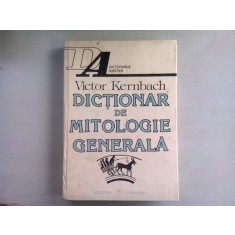 DA
Victor Kernbach
DICȚIONAR
DE
MITOLOGIE
GENERALĂ